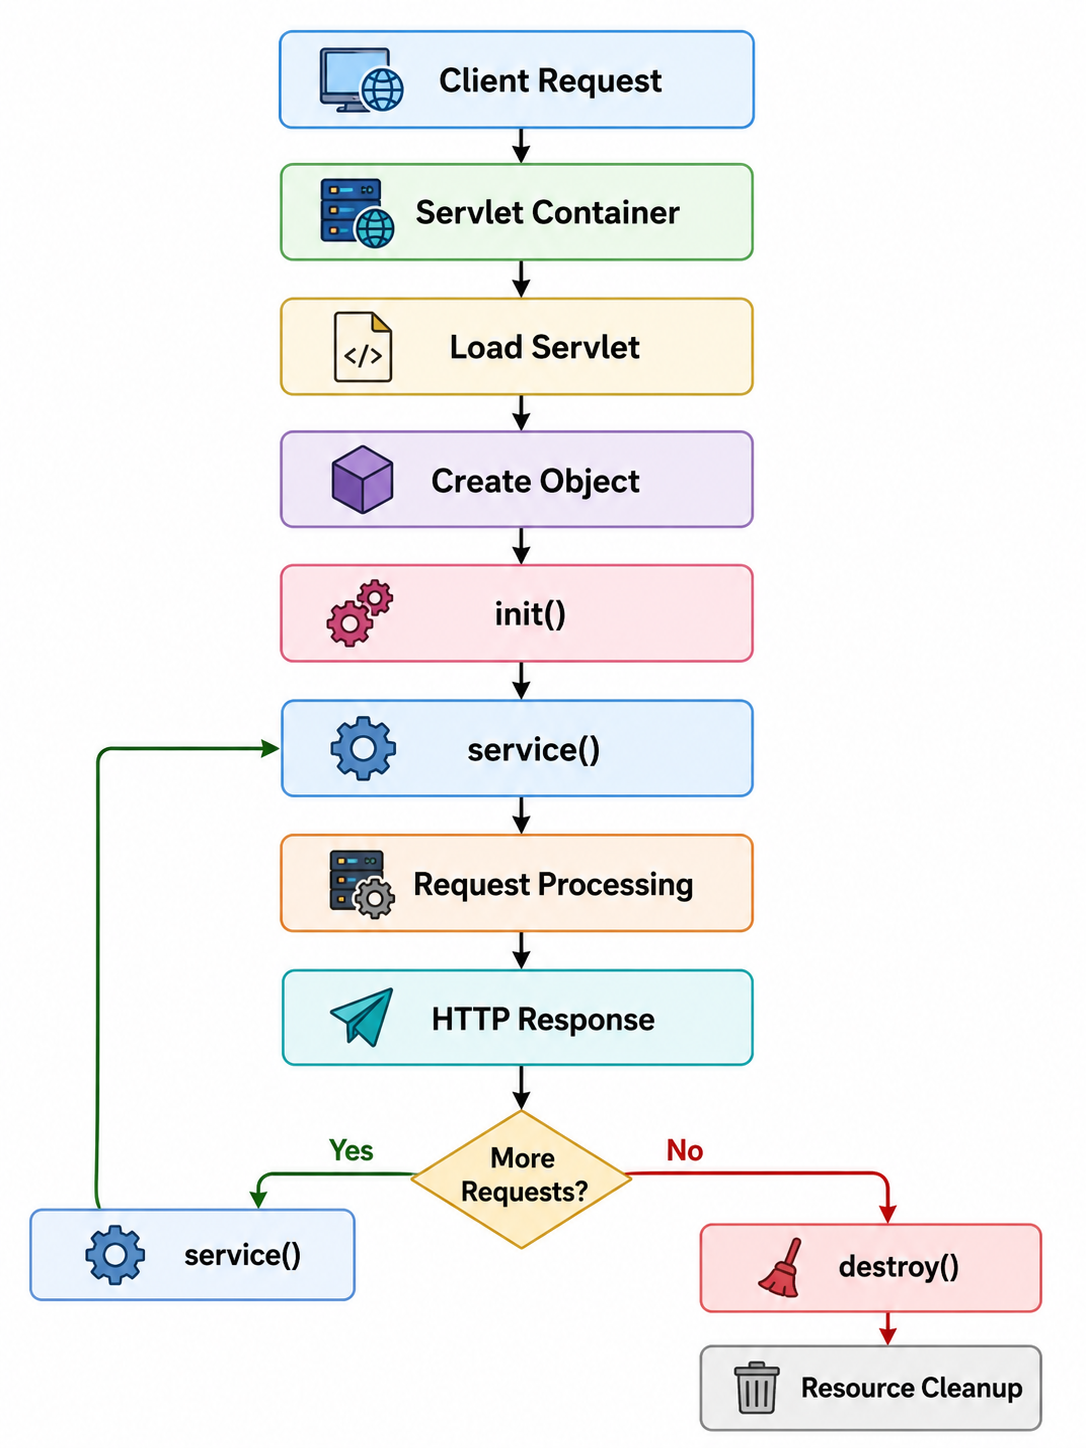 Client Request
Servlet Container
</>
Load Servlet
Create Object
init()
service()
Request Processing
HTTP Response
More
Requests?
Yes
No
service()
destroy()
Resource Cleanup